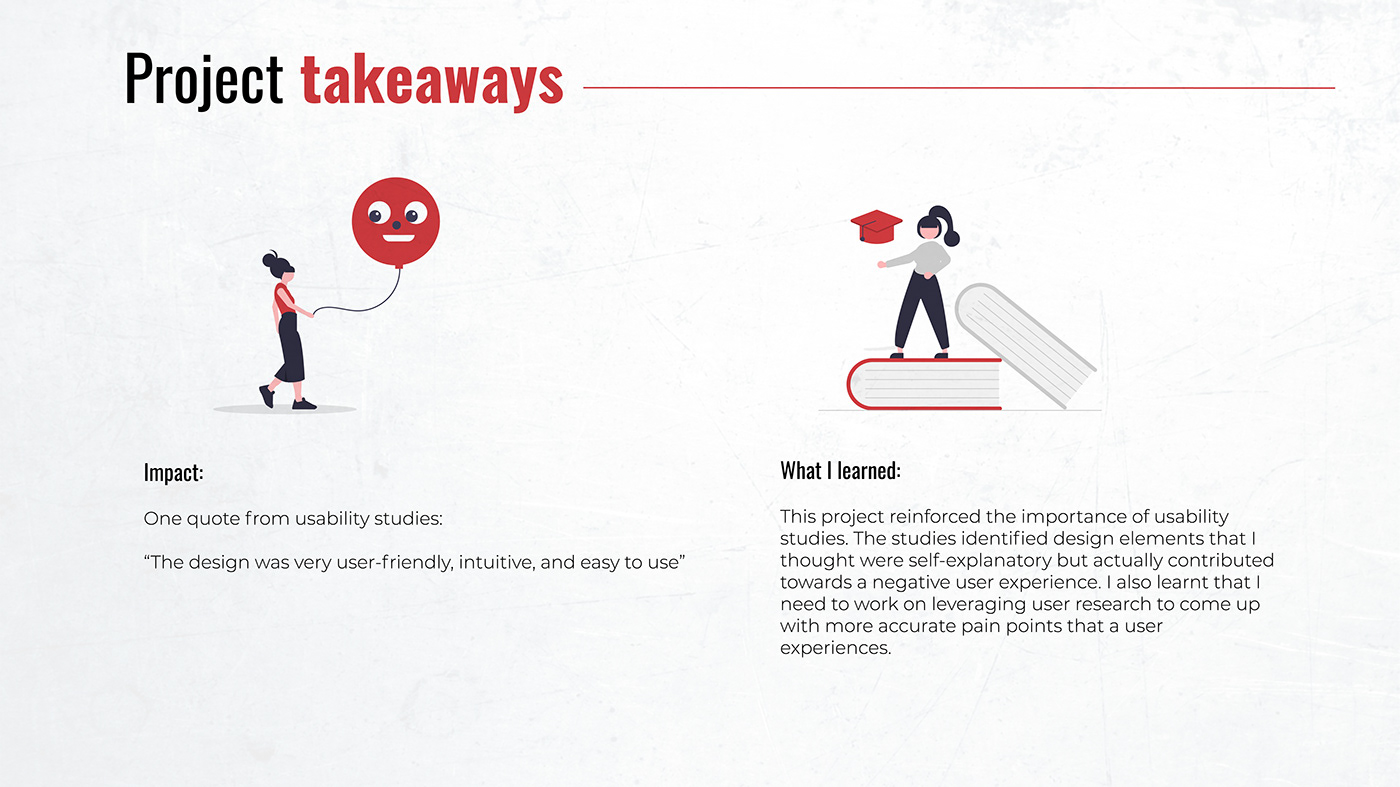 Project takeaways
Impact:
One quote from usability studies:
“The design was very user-friendly, intuitive, and easy to use”
What I learned:
This project reinforced the importance of usability
studies. The studies identified design elements that I
thought were self-explanatory but actually contributed
towards a negative user experience. I also learnt that I
need to work on leveraging user research to come up
with more accurate pain points that a user
experiences.